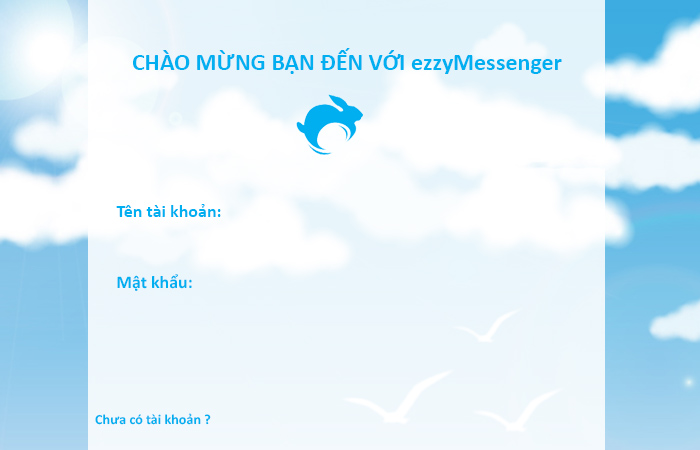 CHÀO MỪNG BẠN ĐẾN VỚI ezzyMessenger
Tên tài khoản:
Mật khẩu:
Chưa có tài khoản ?